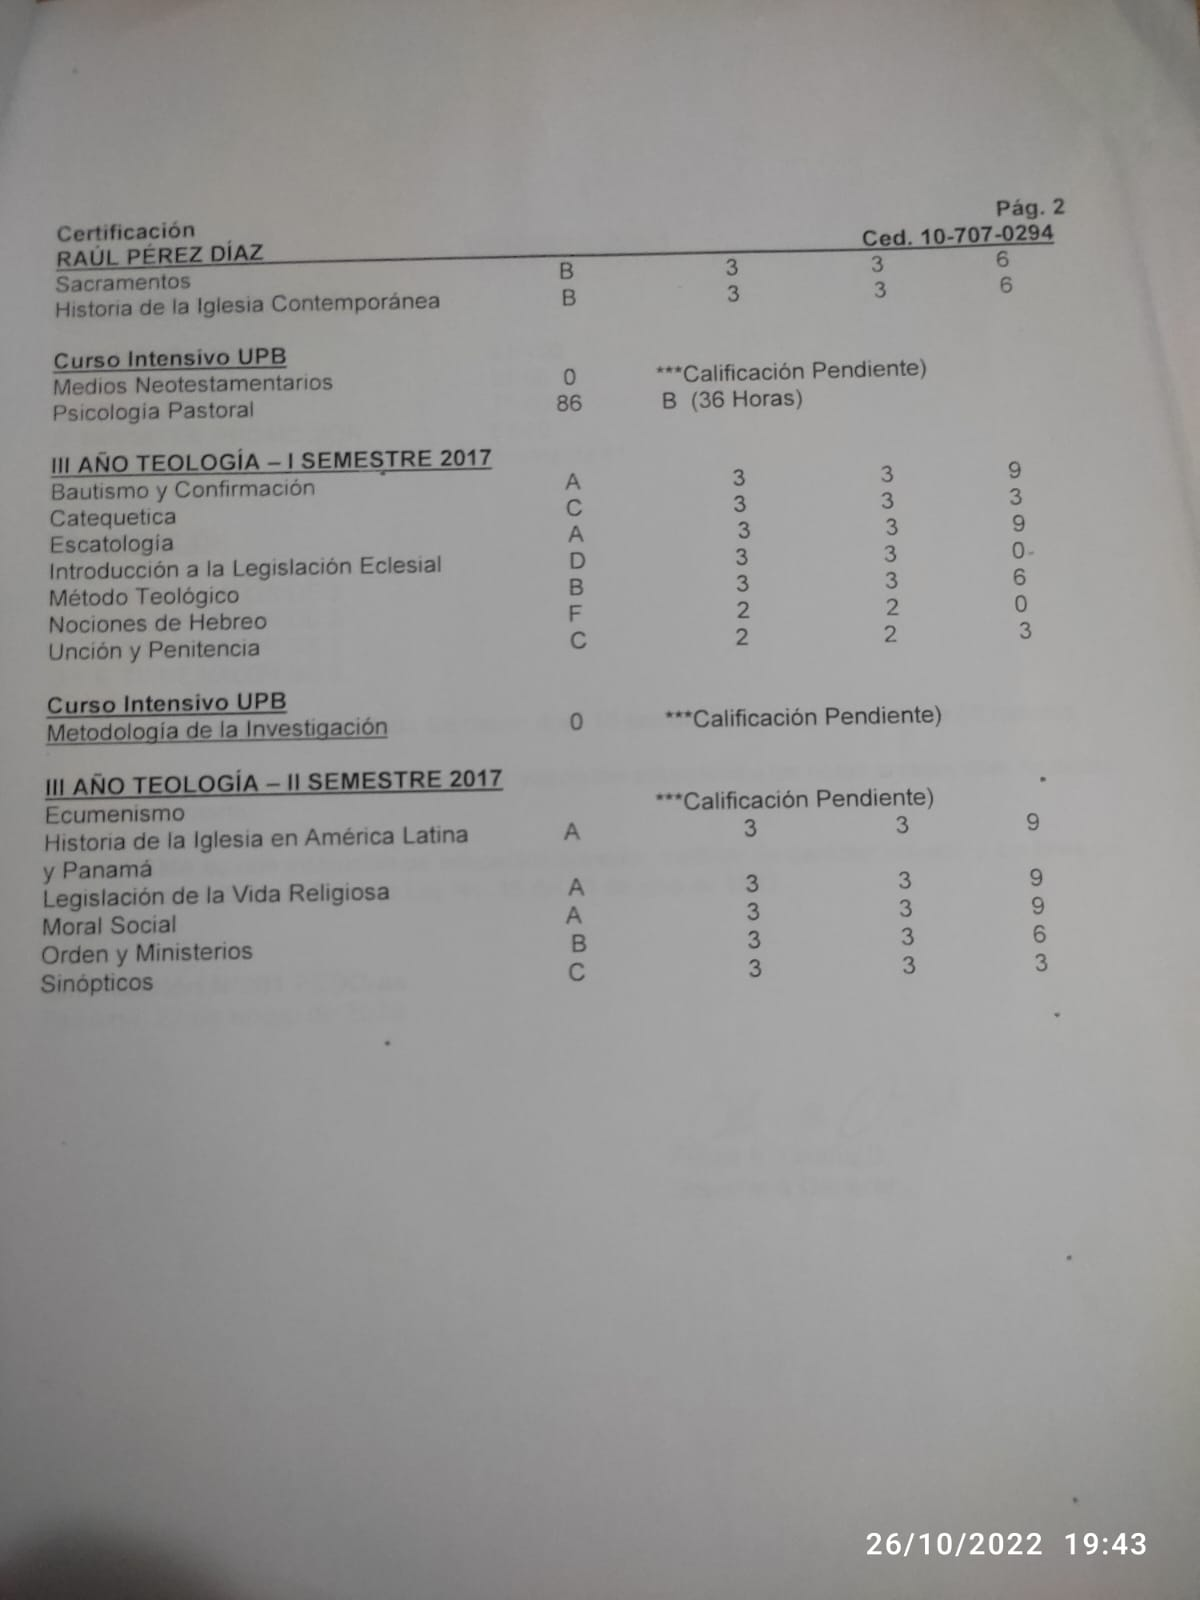 Pág. 2
Certificación
RAÚL PÉREZ DÍAZ Ced. 10-707-0294
Sacramentos B 3 3 6
Historia de la Iglesia Contemporánea B 3 3 6
Curso Intensivo UPB
Medios Neotestamentarios 0 ***Calificación Pendiente)
Psicología Pastoral 86 B (36 Horas)
III AÑO TEOLOGÍA – I SEMESTRE 2017
Bautismo y Confirmación A 3 3 9
Catequetica C 3 3 3
Escatología A 3 3 9
Introducción a la Legislación Eclesial D 3 3 0-
Método Teológico B 3 3 6
Nociones de Hebreo F 2 2 0
Unción y Penitencia C 2 2 3
Curso Intensivo UPB
Metodología de la Investigación 0 ***Calificación Pendiente)
III AÑO TEOLOGÍA – II SEMESTRE 2017
Ecumenismo ***Calificación Pendiente)
Historia de la Iglesia en América Latina A 3 3 9
y Panamá
Legislación de la Vida Religiosa A 3 3 9
Moral Social A 3 3 9
Orden y Ministerios B 3 3 6
Sinópticos C 3 3 3
26/10/2022 19:43